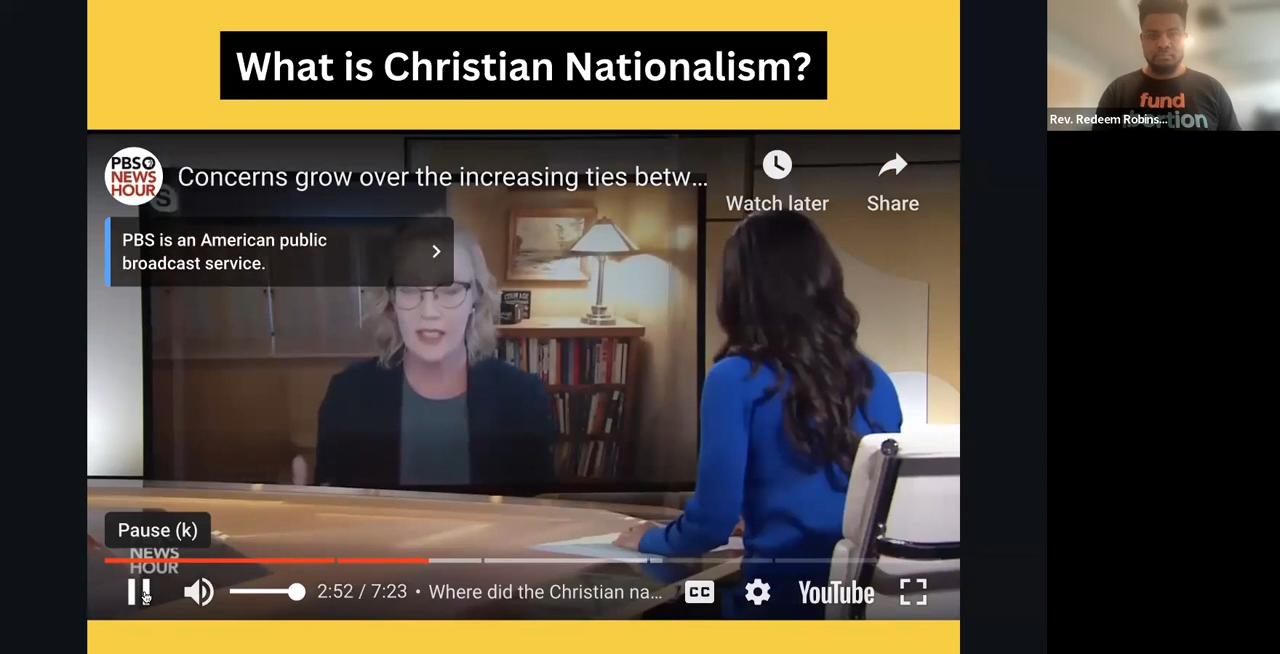 What is Christian Nationalism?
PBS
NEWS
HOUR
Concerns grow over the increasing ties betw...
Watch later
Share
S
PBS is an American public
broadcast service.
Pause (k)
NEWS
HOUR
2:52 / 7:23 • Where did the Christian na...
CC
YouTube
fund
abortion
Rev. Redeem Robins...